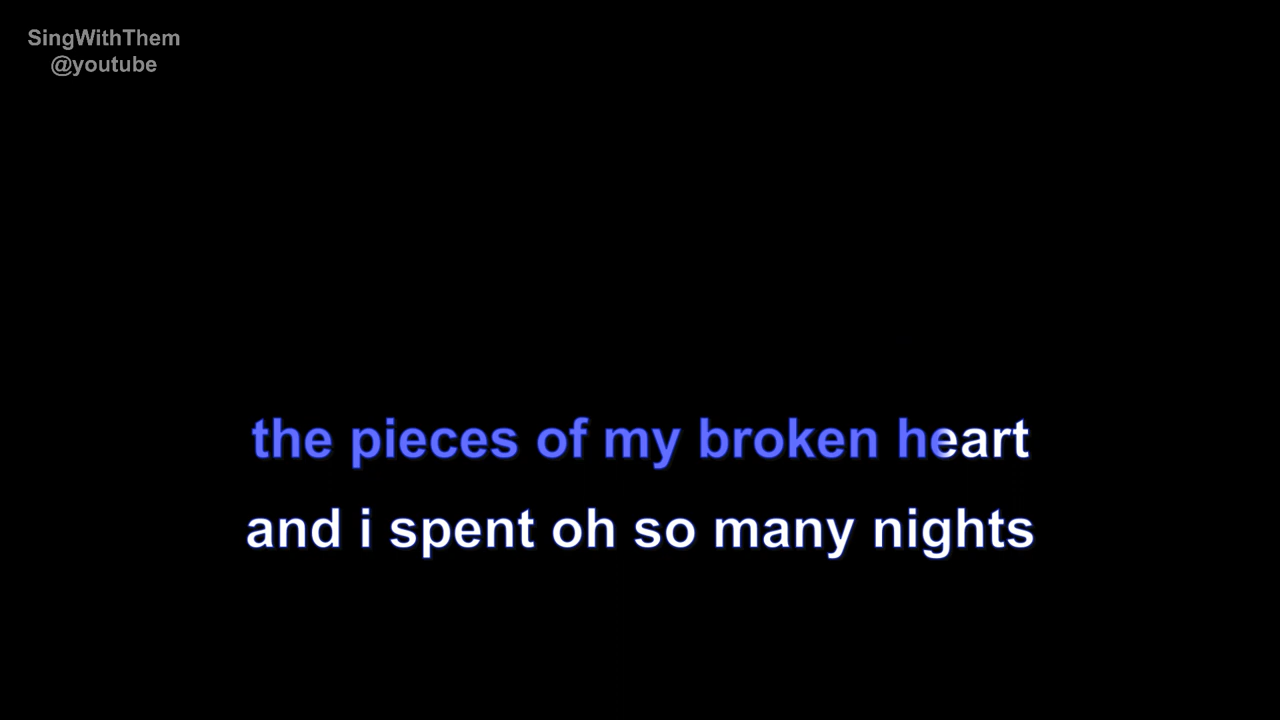 SingWithThem
@youtube
the pieces of my broken heart
and i spent oh so many nights